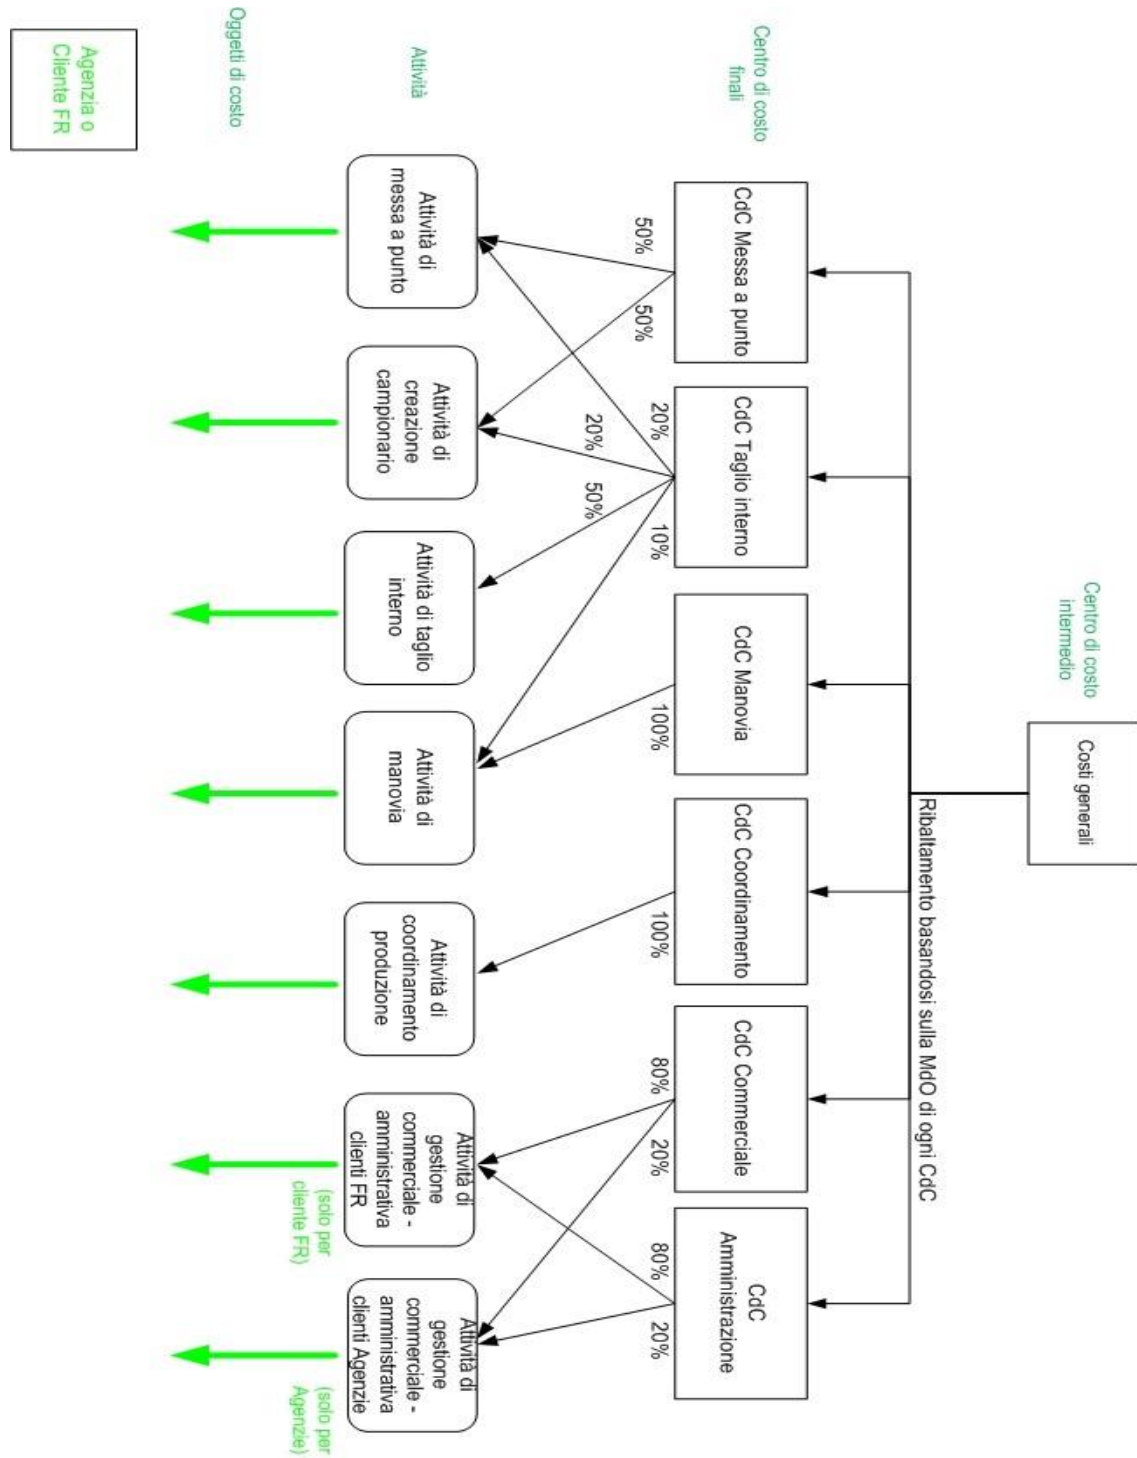 Costi generali
Centro di costo
intermedio
Ribaltamento basandosi sulla MdO di ogni CdC
Centro di costo
finali
CdC Messa a punto
CdC Taglio interno
CdC Manovia
CdC Coordinamento
CdC Commerciale
CdC
Amministrazione
50%
50%
20%
20%
50%
10%
100%
100%
80%
20%
80%
20%
Attività
Attività di
messa a punto
Attività di
creazione
campionario
Attività di taglio
interno
Attività di
manovia
Attività di
coordinamento
produzione
Attività di
gestione
commerciale -
amministrativa
clienti FR
Attività di
gestione
commerciale -
amministrativa
clienti Agenzie
(solo per
cliente FR)
(solo per
Agenzie)
Oggetti di costo
Agenzia o
Cliente FR